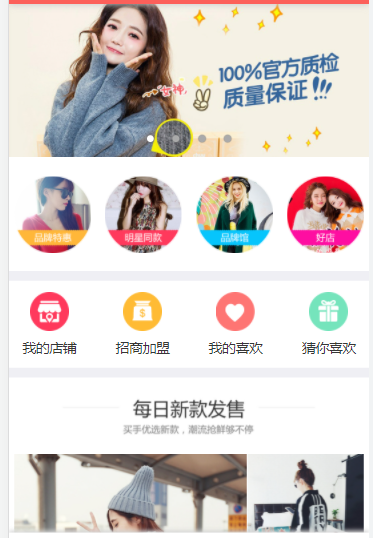 100%官方质检
质量保证!!!
女神
品牌特惠
明星同款
品牌馆
好店
我的店铺
招商加盟
我的喜欢
猜你喜欢
每日新款发售
买手优选新款，潮流抢鲜够不停